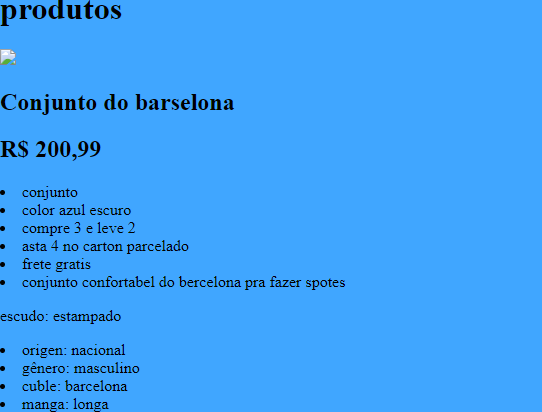 produtos
Conjunto do barselona
R$ 200,99
conjunto
color azul escuro
compre 3 e leve 2
asta 4 no carton parcelado
frete gratis
conjunto confortabel do bercelona pra fazer spotes
escudo: estampado
origen: nacional
gênero: masculino
cuble: barcelona
manga: longa